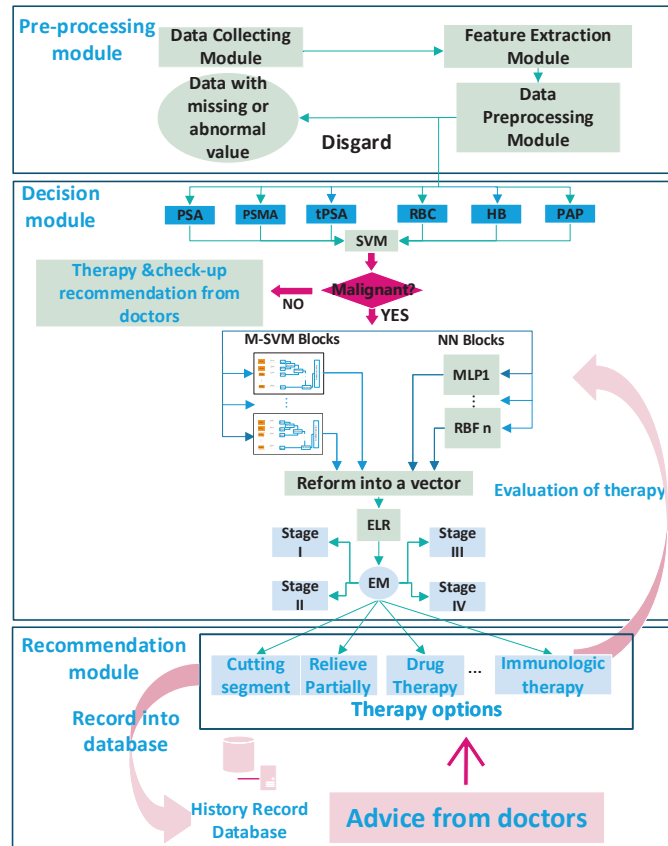 Pre-processing
module
Data Collecting
Module
Feature Extraction
Module
Data with
missing or
abnormal
value
Data
Preprocessing
Module
Disgard
Decision
module
PSA
PSMA
tPSA
RBC
HB
PAP
SVM
Therapy &check-up
recommendation from
doctors
NO
Malignant?
YES
M-SVM Blocks
NN Blocks
MLP1
...
...
RBF n
Reform into a vector
Evaluation of therapy
ELR
Stage
I
Stage
III
EM
Stage
II
Stage
IV
Recommendation
module
Cutting
segment
Relieve
Partially
Drug
Therapy
...
Immunologic
therapy
Therapy options
Record into
database
History Record
Database
Advice from doctors